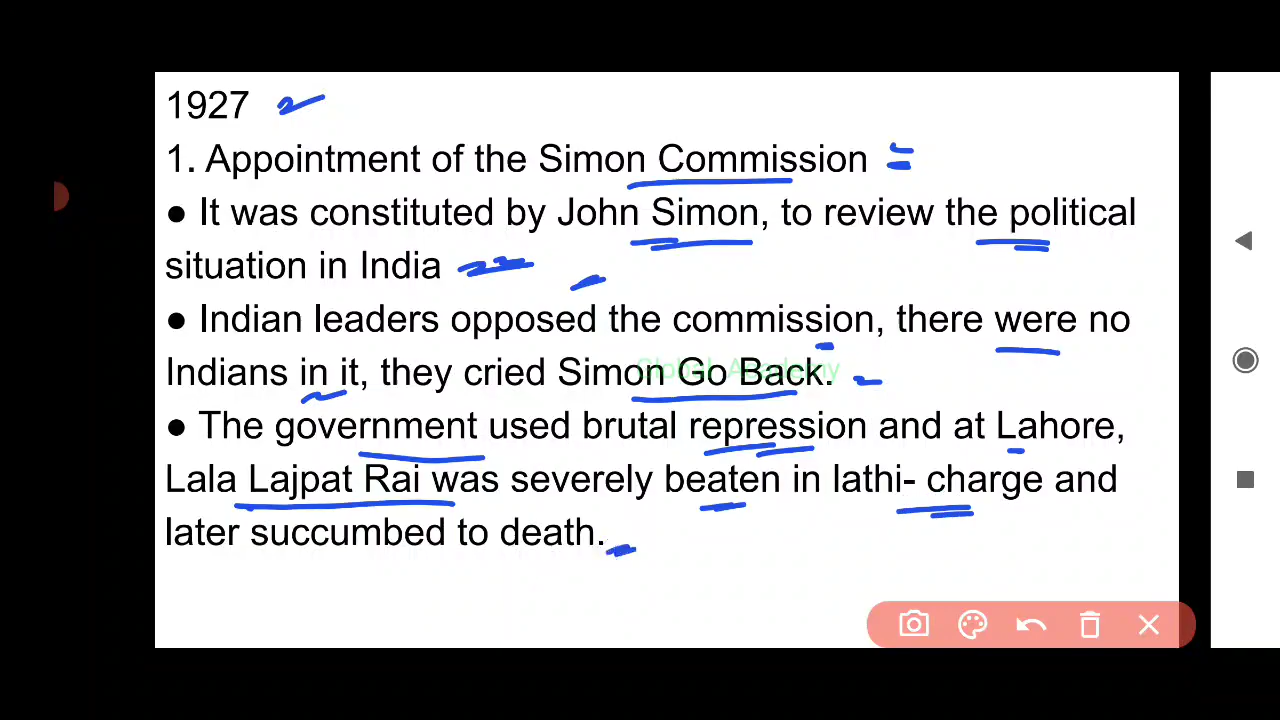 1927
1. Appointment of the Simon Commission
● It was constituted by John Simon, to review the political
situation in India
● Indian leaders opposed the commission, there were no
Indians in it, they cried Simon Go Back.
Global Academy
● The government used brutal repression and at Lahore,
Lala Lajpat Rai was severely beaten in lathi- charge and
later succumbed to death.